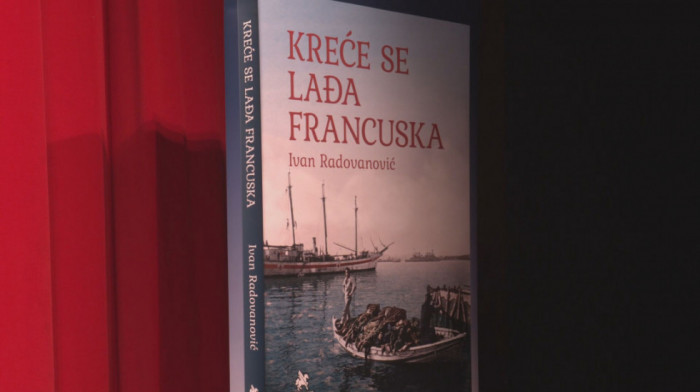 KREĆE SE LAĐA FRANCUSKA
Ivan Radovanović
KREĆE SE
LAĐA
FRANCUSKA
Ivan Radovanović